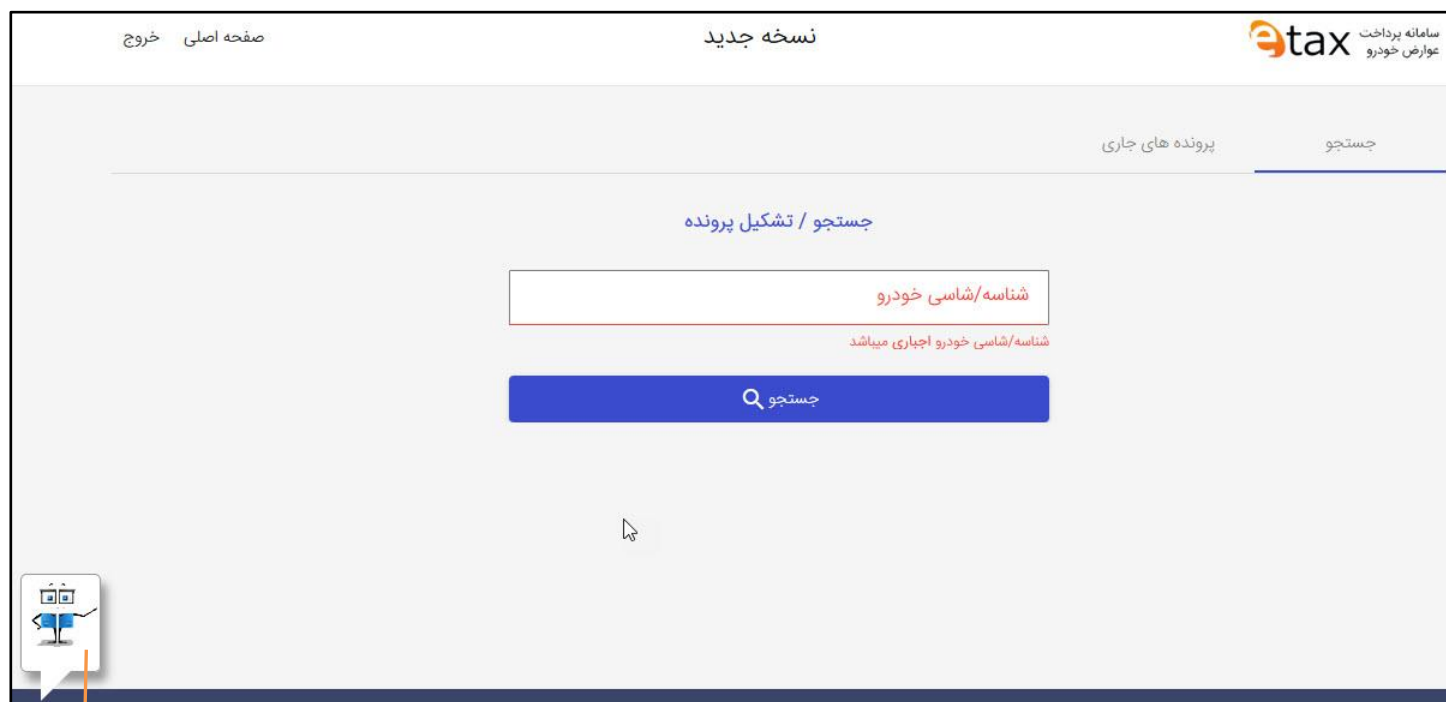 سامانه پرداخت
عوارض خودرو
etax
نسخه جدید
صفحه اصلی
خروج
جستجو
پرونده های جاری
جستجو / تشکیل پرونده
شناسه/شاسی خودرو
شناسه/شاسی خودرو اجباری میباشد
جستجو